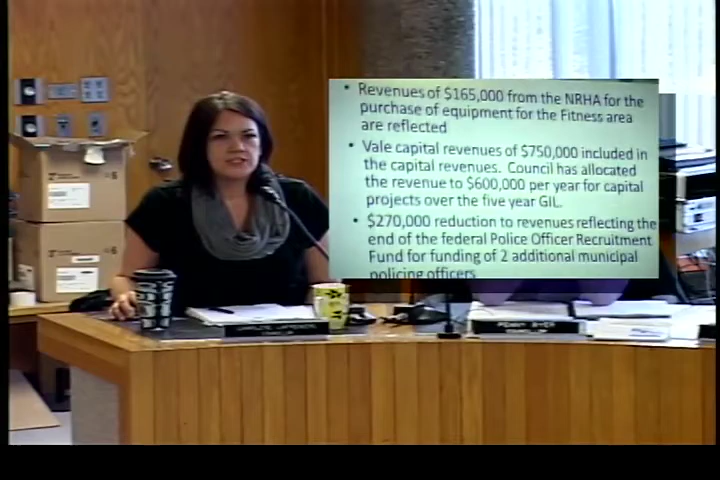 • Revenues of $165,000 from the NRHA for the
purchase of equipment for the Fitness area
are reflected
• Vale capital revenues of $750,000 included in
the capital revenues. Council has allocated
the revenue to $600,000 per year for capital
projects over the five year GIL.
• $270,000 reduction to revenues reflecting the
end of the federal Police Officer Recruitment
Fund for funding of 2 additional municipal
policing officers
PENNY BYER